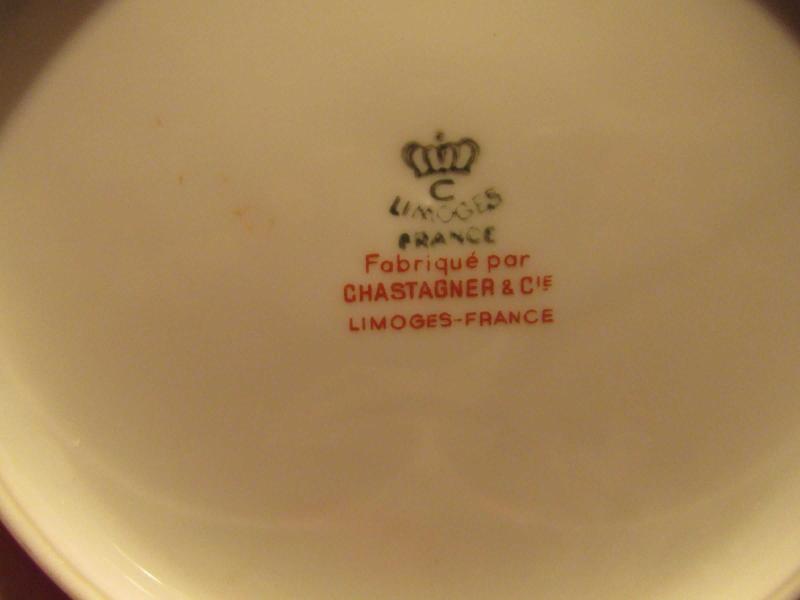 C
LIMOGES
FRANCE
Fabriqué par
CHASTAGNER & CIE
LIMOGES-FRANCE